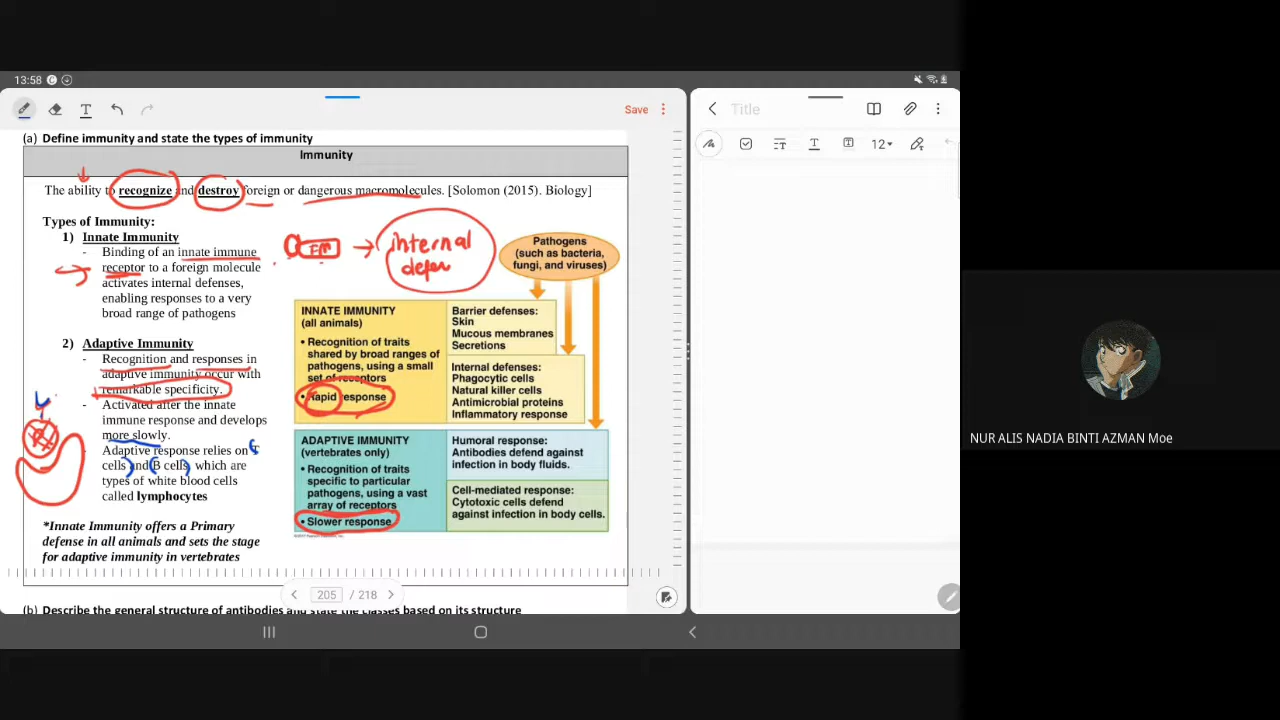 13:58
Save
Title
12
(a) Define immunity and state the types of immunity
Immunity
The ability to recognize and destroy foreign or dangerous macromolecules. [Solomon (2015). Biology]
Types of Immunity:
1) Innate Immunity
- Binding of an innate immune
receptor to a foreign molecule
activates internal defenses,
enabling responses to a very
broad range of pathogens
2) Adaptive Immunity
- Recognition and responses in
adaptive immunity occur with
remarkable specificity.
- Activated after the innate
immune response and develops
more slowly.
- Adaptive response relies on T
cells and B cells which are
types of white blood cells
called lymphocytes
*Innate Immunity offers a Primary
defense in all animals and sets the stage
for adaptive immunity in vertebrates
FM
internal
defen
Pathogens
(such as bacteria,
fungi, and viruses)
INNATE IMMUNITY
(all animals)
• Recognition of traits
shared by broad ranges of
pathogens, using a small
set of receptors
• Rapid response
Barrier defenses:
Skin
Mucous membranes
Secretions
Internal defenses:
Phagocytic cells
Natural killer cells
Antimicrobial proteins
Inflammatory response
ADAPTIVE IMMUNITY
(vertebrates only)
• Recognition of traits
specific to particular
pathogens, using a vast
array of receptors
• Slower response
Humoral response:
Antibodies defend against
infection in body fluids.
Cell-mediated response:
Cytotoxic cells defend
against infection in body cells.
205 / 218
(b) Describe the general structure of antibodies and state the classes based on its structure
NUR ALIS NADIA BINTI AZMAN Moe